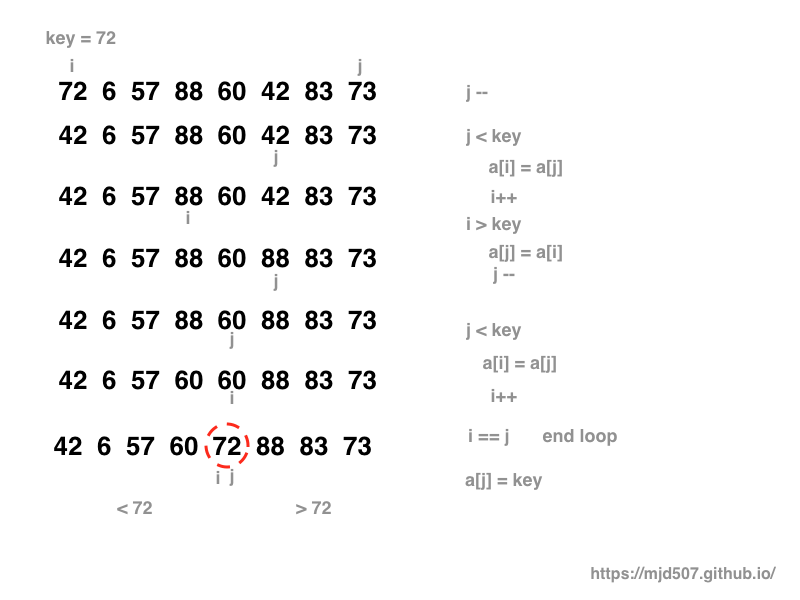 key = 72
i j
72 6 57 88 60 42 83 73 j --
42 6 57 88 60 42 83 73 j < key
j
a[i] = a[j]
42 6 57 88 60 42 83 73 i++
i
i > key
42 6 57 88 60 88 83 73 a[j] = a[i]
j
j --
42 6 57 88 60 88 83 73 j < key
j
a[i] = a[j]
42 6 57 60 60 88 83 73
i
i++
42 6 57 60 72 88 83 73 i == j end loop
i j
a[j] = key
< 72 > 72
https://mjd507.github.io/